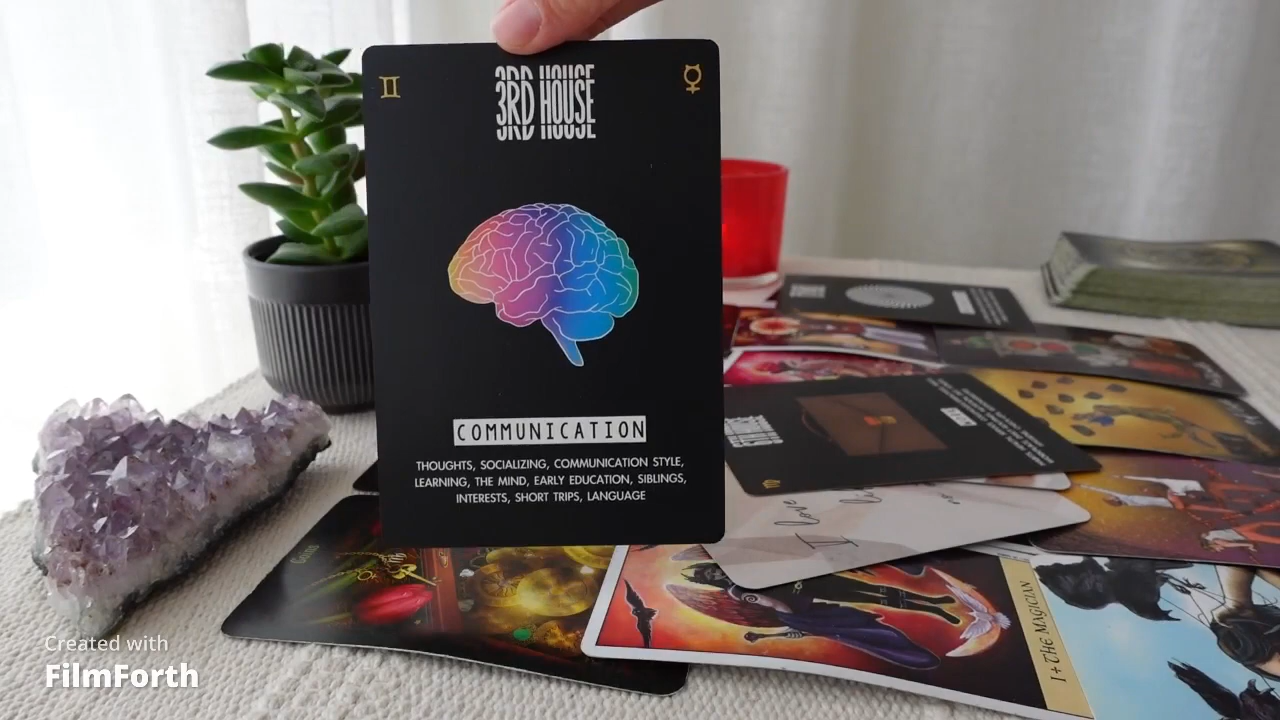 3RD HOUSE
COMMUNICATION
THOUGHTS, SOCIALIZING, COMMUNICATION STYLE,
LEARNING, THE MIND, EARLY EDUCATION, SIBLINGS,
INTERESTS, SHORT TRIPS, LANGUAGE
I love
I + THE MAGICIAN
Created with
FilmForth